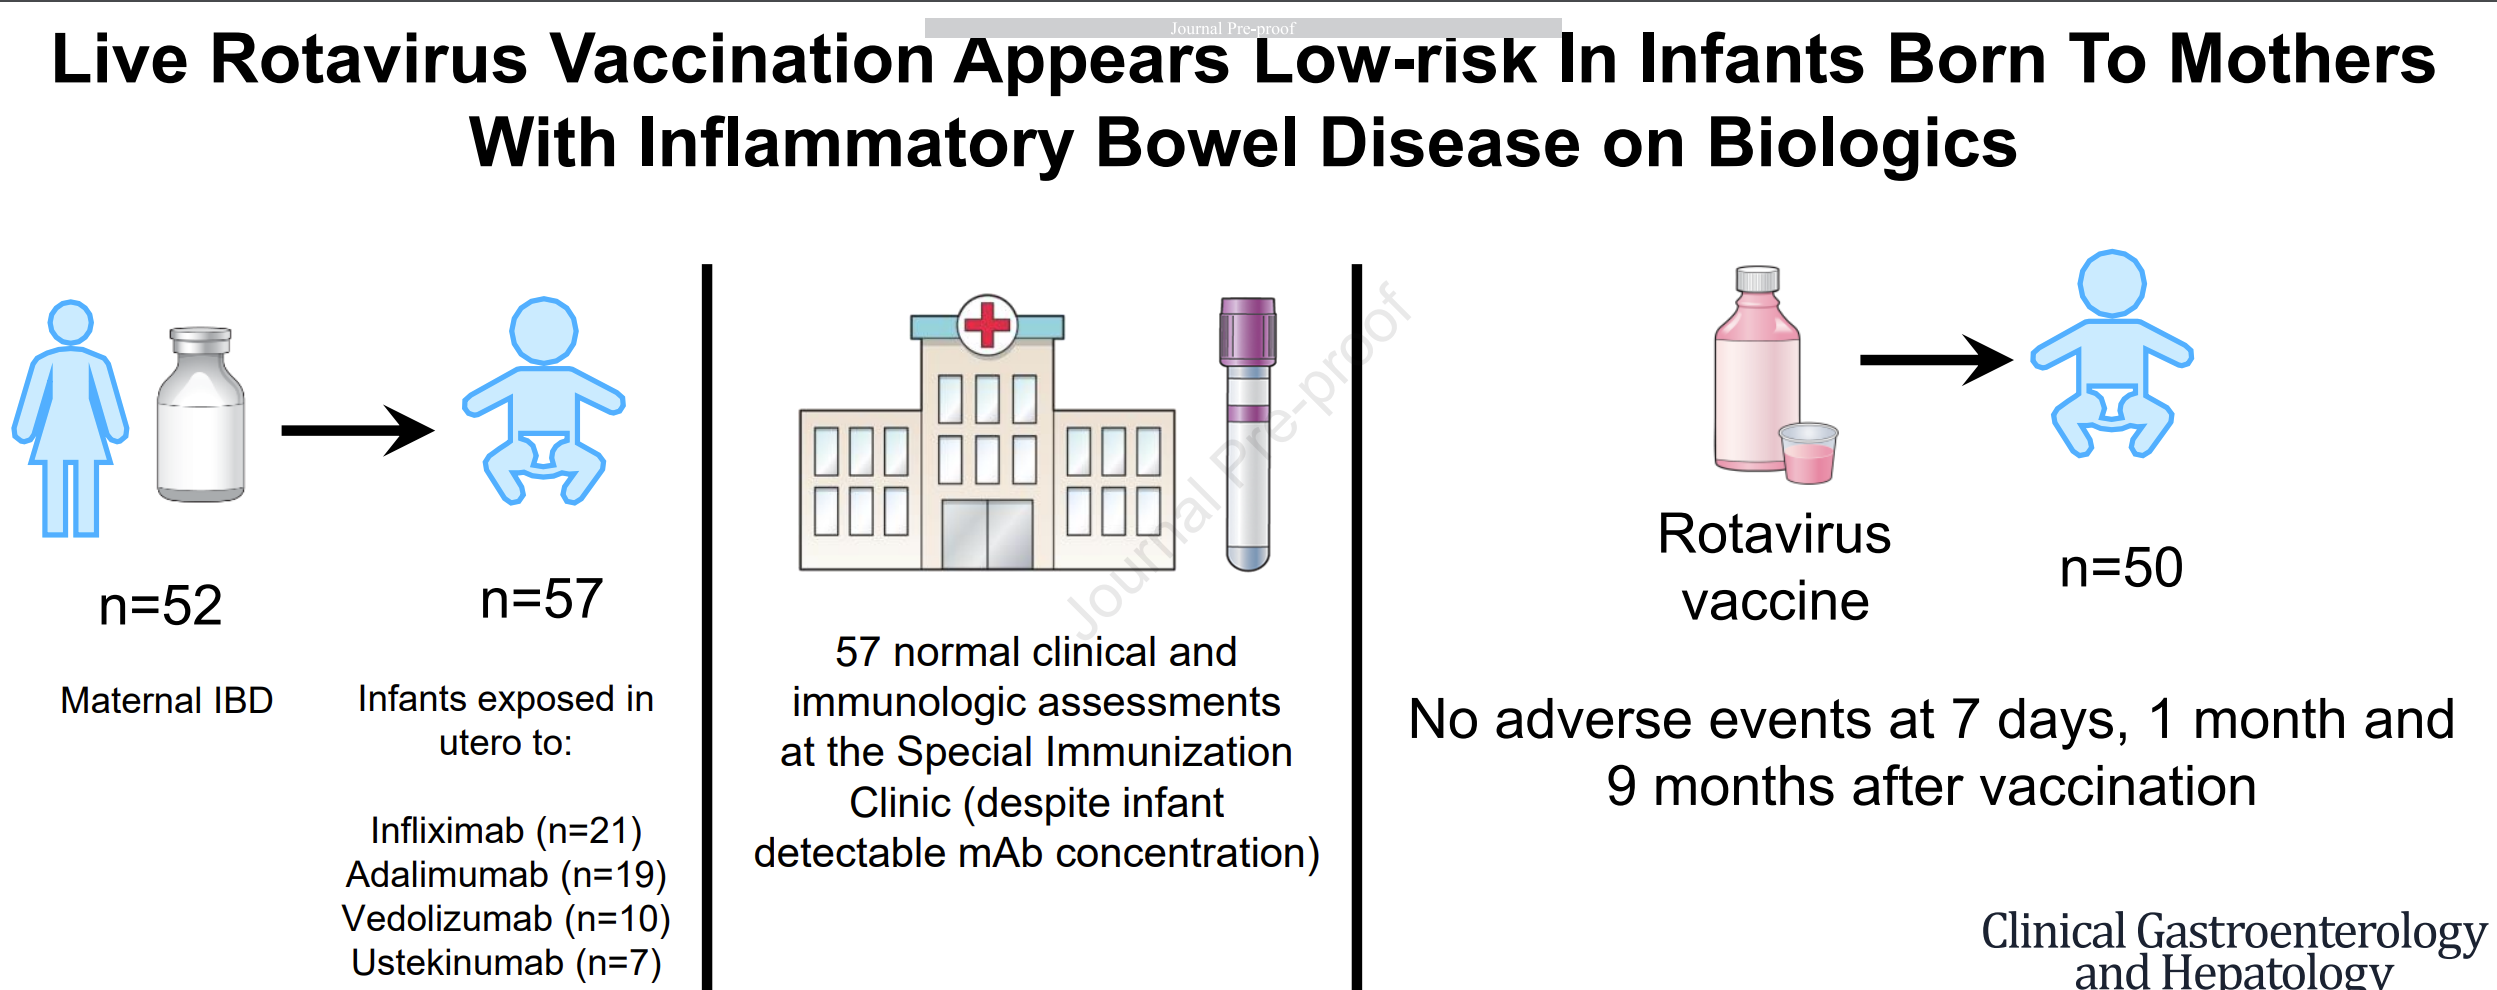 Journal Pre-proof
Live Rotavirus Vaccination Appears Low-risk In Infants Born To Mothers
With Inflammatory Bowel Disease on Biologics
n=52
Maternal IBD
n=57
Infants exposed in
utero to:
Infliximab (n=21)
Adalimumab (n=19)
Vedolizumab (n=10)
Ustekinumab (n=7)
Journal Pre-proof
57 normal clinical and
immunologic assessments
at the Special Immunization
Clinic (despite infant
detectable mAb concentration)
Rotavirus
vaccine
n=50
No adverse events at 7 days, 1 month and
9 months after vaccination
Clinical Gastroenterology
and Hepatology